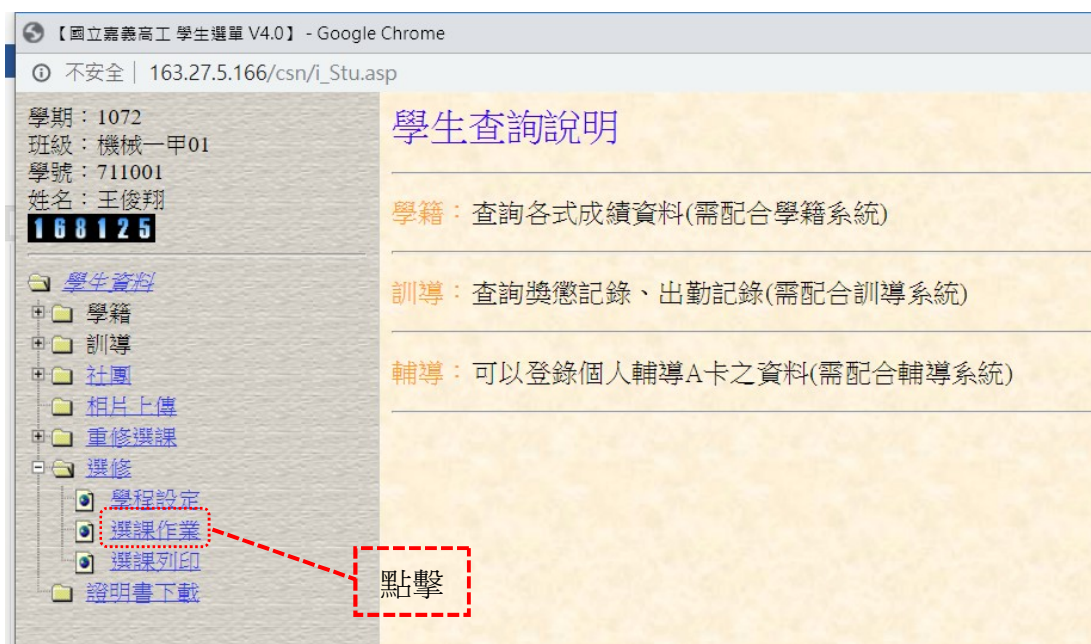 【國立嘉義高工 學生選單 V4.0】 - Google Chrome
不安全 | 163.27.5.166/csn/i_Stu.asp
學期：1072
班級：機械一甲01
學號：711001
姓名：王俊翔
168125
學生資料
學籍
訓導
社團
相片上傳
重修選課
選修
學程設定
選課作業
選課列印
證明書下載
學生查詢說明
學籍：查詢各式成績資料(需配合學籍系統)
訓導：查詢獎懲記錄、出勤記錄(需配合訓導系統)
輔導：可以登錄個人輔導A卡之資料(需配合輔導系統)
點擊